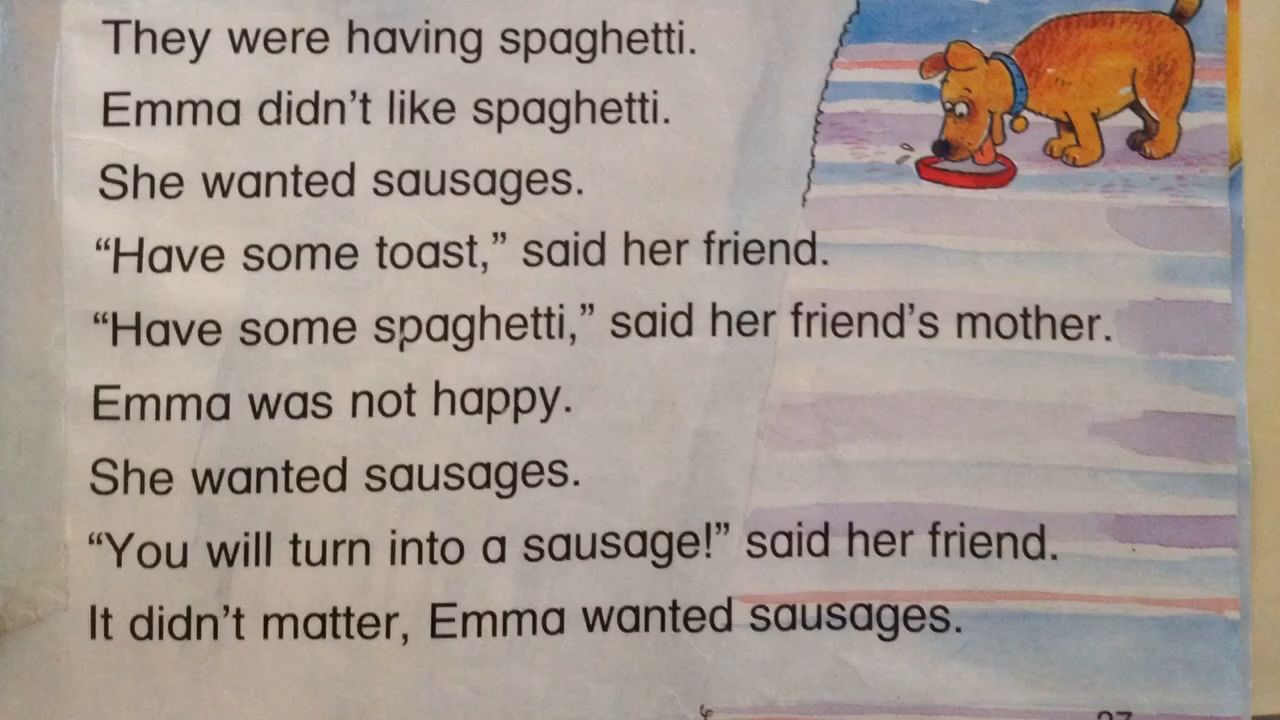 They were having spaghetti.
Emma didn't like spaghetti.
She wanted sausages.
“Have some toast,” said her friend.
“Have some spaghetti,” said her friend's mother.
Emma was not happy.
She wanted sausages.
“You will turn into a sausage!” said her friend.
It didn't matter, Emma wanted sausages.